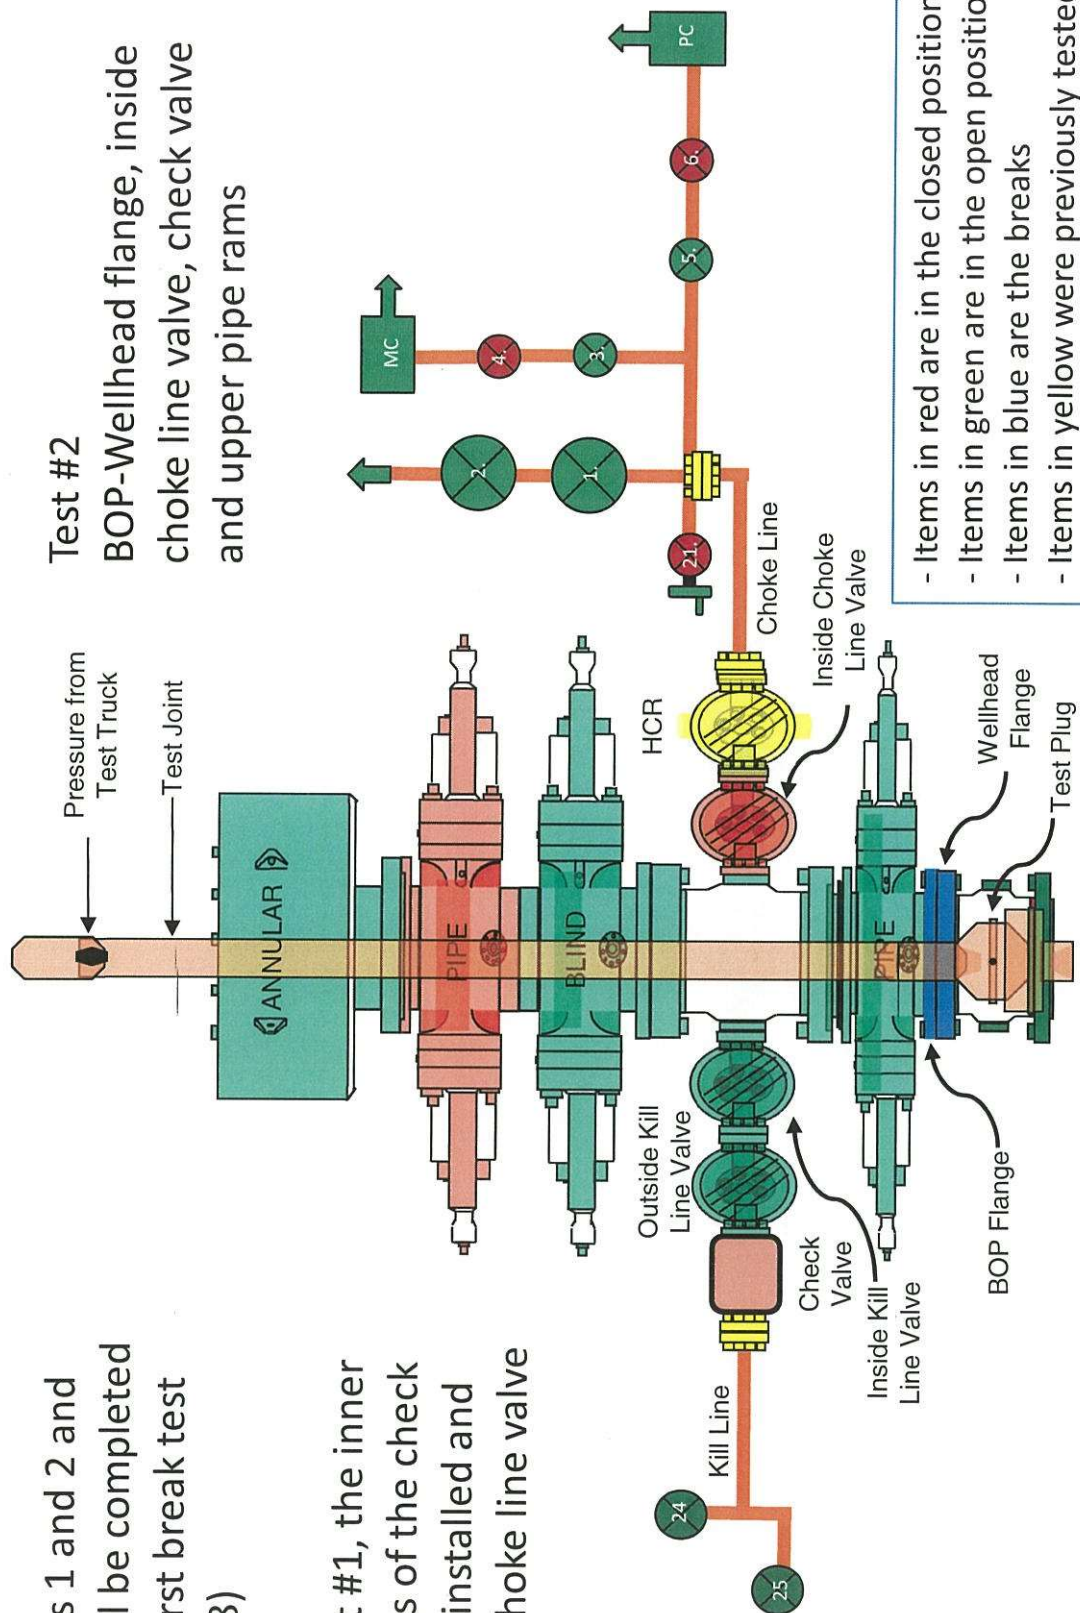 s 1 and 2 and
l be completed
rst break test
3)
t #1, the inner
s of the check
installed and
hoke line valve
Test #2
BOP-Wellhead flange, inside
choke line valve, check valve
and upper pipe rams
Pressure from
Test Truck
Test Joint
ANNULAR
PIPE
BLIND
PIPE
HCR
Inside Choke
Line Valve
Choke Line
Outside Kill
Line Valve
Check
Valve
Inside Kill
Line Valve
Kill Line
24
25
BOP Flange
Wellhead
Flange
Test Plug
MC
PC
1.
2.
3.
4.
5.
6.
21.
- Items in red are in the closed position
- Items in green are in the open positio
- Items in blue are the breaks
- Items in yellow were previously tested